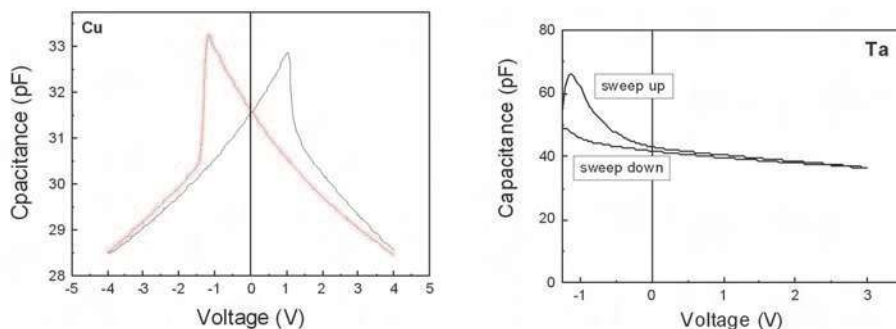 Cu
Cpacitance (pF)
33
32
31
30
29
28
-5 -4 -3 -2 -1 0 1 2 3 4 5
Voltage (V)
Ta
Capacitance (pF)
80
60
40
20
0
sweep up
sweep down
-1 0 1 2 3
Voltage (V)